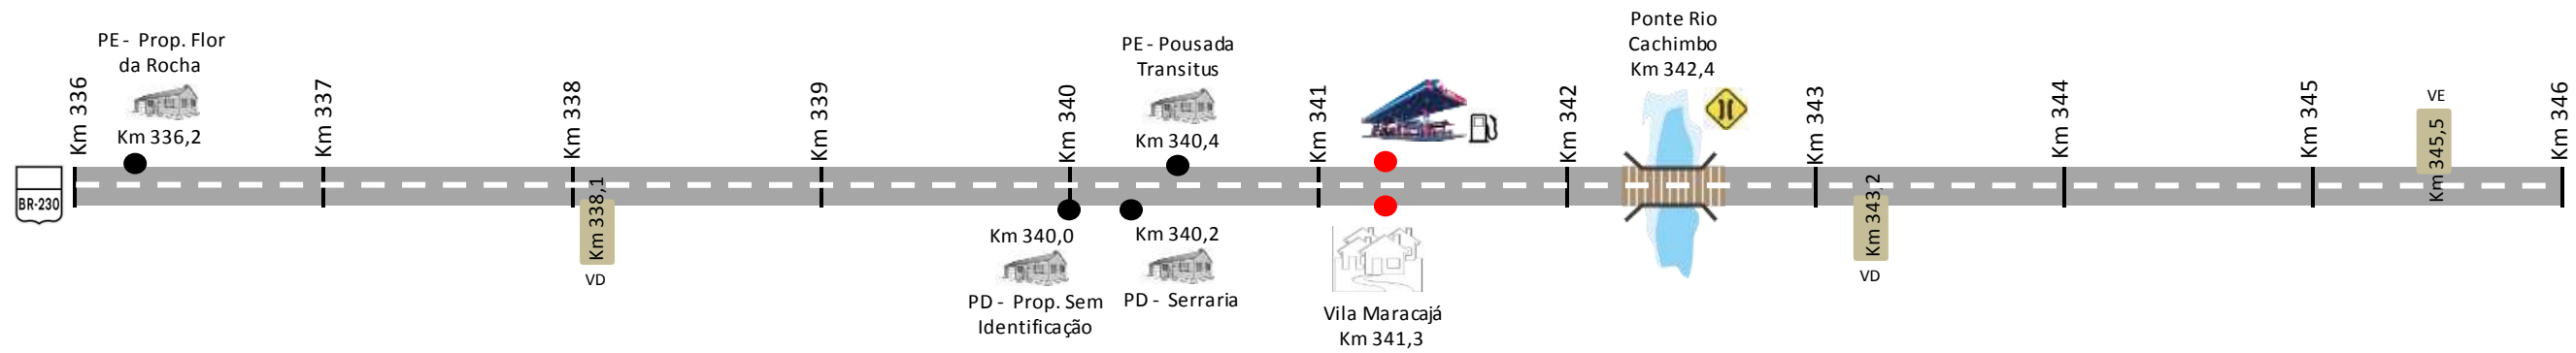 PE - Prop. Flor
da Rocha
Km 336,2
PE - Pousada
Transitus
Km 340,4
Ponte Rio
Cachimbo
Km 342,4
Km 336
Km 337
Km 338
Km 339
Km 340
Km 341
Km 342
Km 343
Km 344
Km 345
Km 346
VE
Km 345,5
BR-230
Km 338,1
VD
Km 340,0
PD - Prop. Sem
Identificação
Km 340,2
PD - Serraria
Vila Maracajá
Km 341,3
Km 343,2
VD